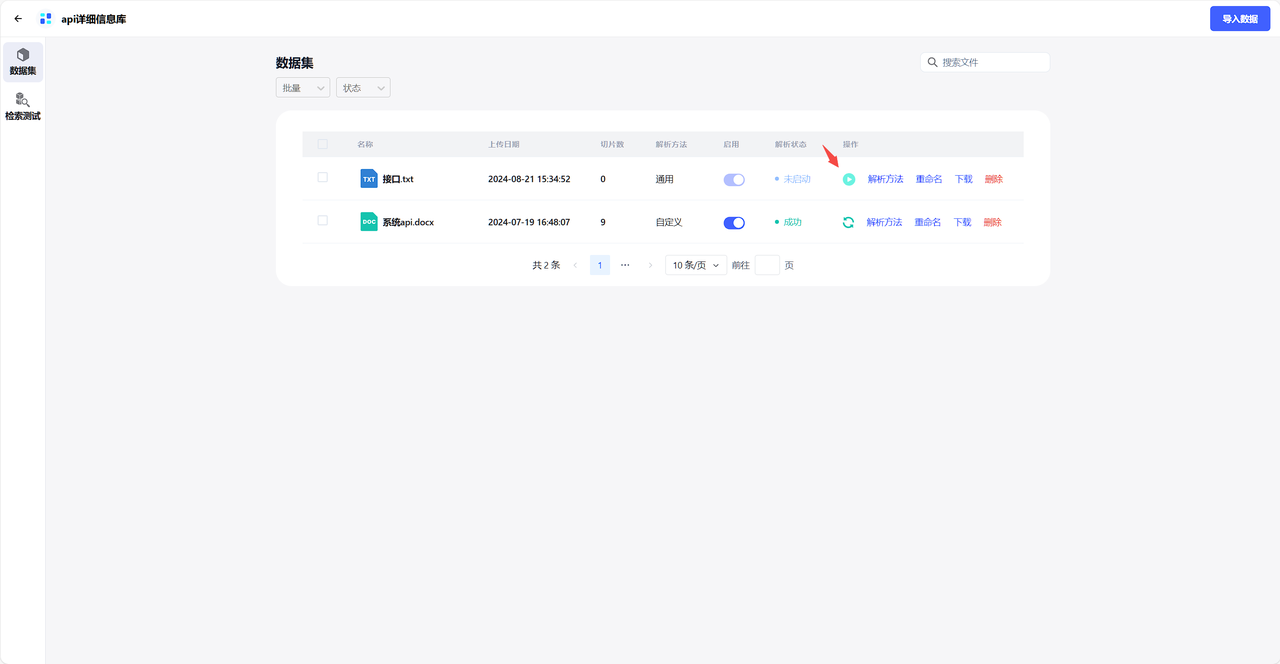 api详细信息库
导入数据
数据集
检索测试
数据集
搜索文件
批量 状态
名称 上传日期 切片数 解析方法 启用 解析状态 操作
TXT 接口.txt 2024-08-21 15:34:52 0 通用 未启动 解析方法 重命名 下载 删除
DOC 系统api.docx 2024-07-19 16:48:07 9 自定义 成功 解析方法 重命名 下载 删除
共 2 条 1 ··· 10 条/页 前往 页